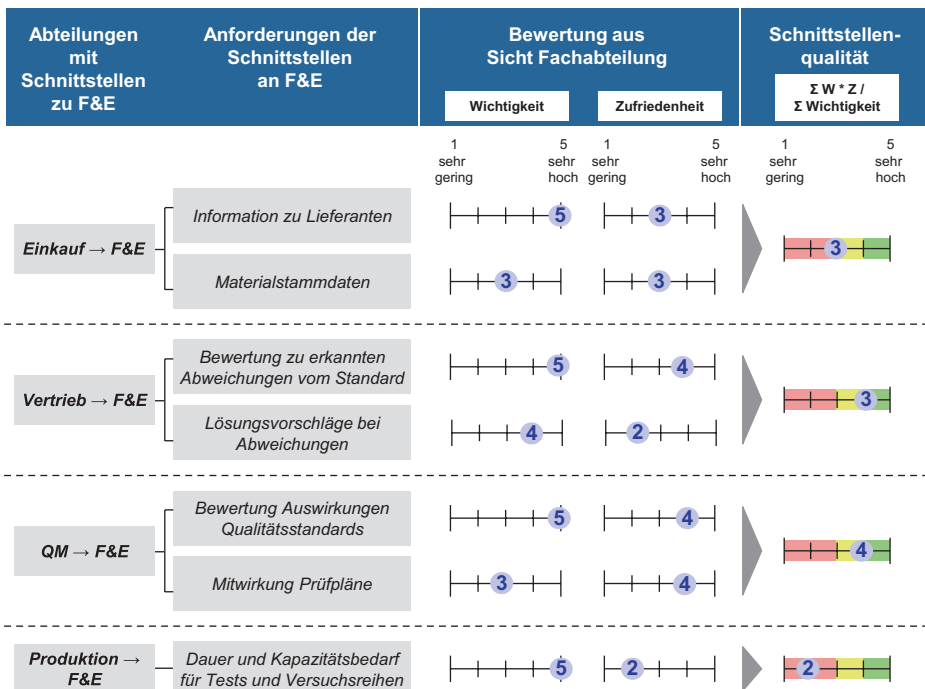 Abteilungen
mit
Schnittstellen
zu F&E
Anforderungen der
Schnittstellen
an F&E
Bewertung aus
Sicht Fachabteilung
Wichtigkeit
Zufriedenheit
Schnittstellen-
qualität
Σ W * Z /
Σ Wichtigkeit
1
sehr
gering
5
sehr
hoch
1
sehr
gering
5
sehr
hoch
1
sehr
gering
5
sehr
hoch
Einkauf → F&E
Information zu Lieferanten
5
3
Materialstammdaten
3
3
3
Vertrieb → F&E
Bewertung zu erkannten
Abweichungen vom Standard
5
4
Lösungsvorschläge bei
Abweichungen
4
2
3
QM → F&E
Bewertung Auswirkungen
Qualitätsstandards
5
4
Mitwirkung Prüfpläne
3
4
4
Produktion →
F&E
Dauer und Kapazitätsbedarf
für Tests und Versuchsreihen
5
2
2